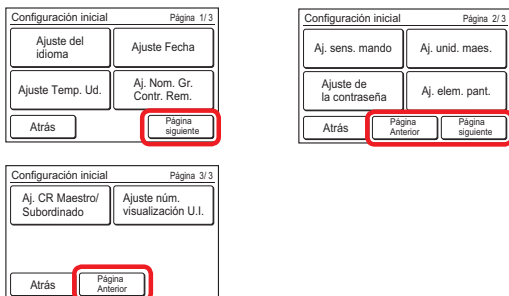 Configuración inicial Página 1/3
Ajuste del
idioma
Ajuste Fecha
Ajuste Temp. Ud.
Aj. Nom. Gr.
Contr. Rem.
Atrás
Página
siguiente
Configuración inicial Página 2/3
Aj. sens. mando
Aj. unid. maes.
Ajuste de
la contraseña
Aj. elem. pant.
Atrás
Página
Anterior
Página
siguiente
Configuración inicial Página 3/3
Aj. CR Maestro/
Subordinado
Ajuste núm.
visualización U.I.
Atrás
Página
Anterior